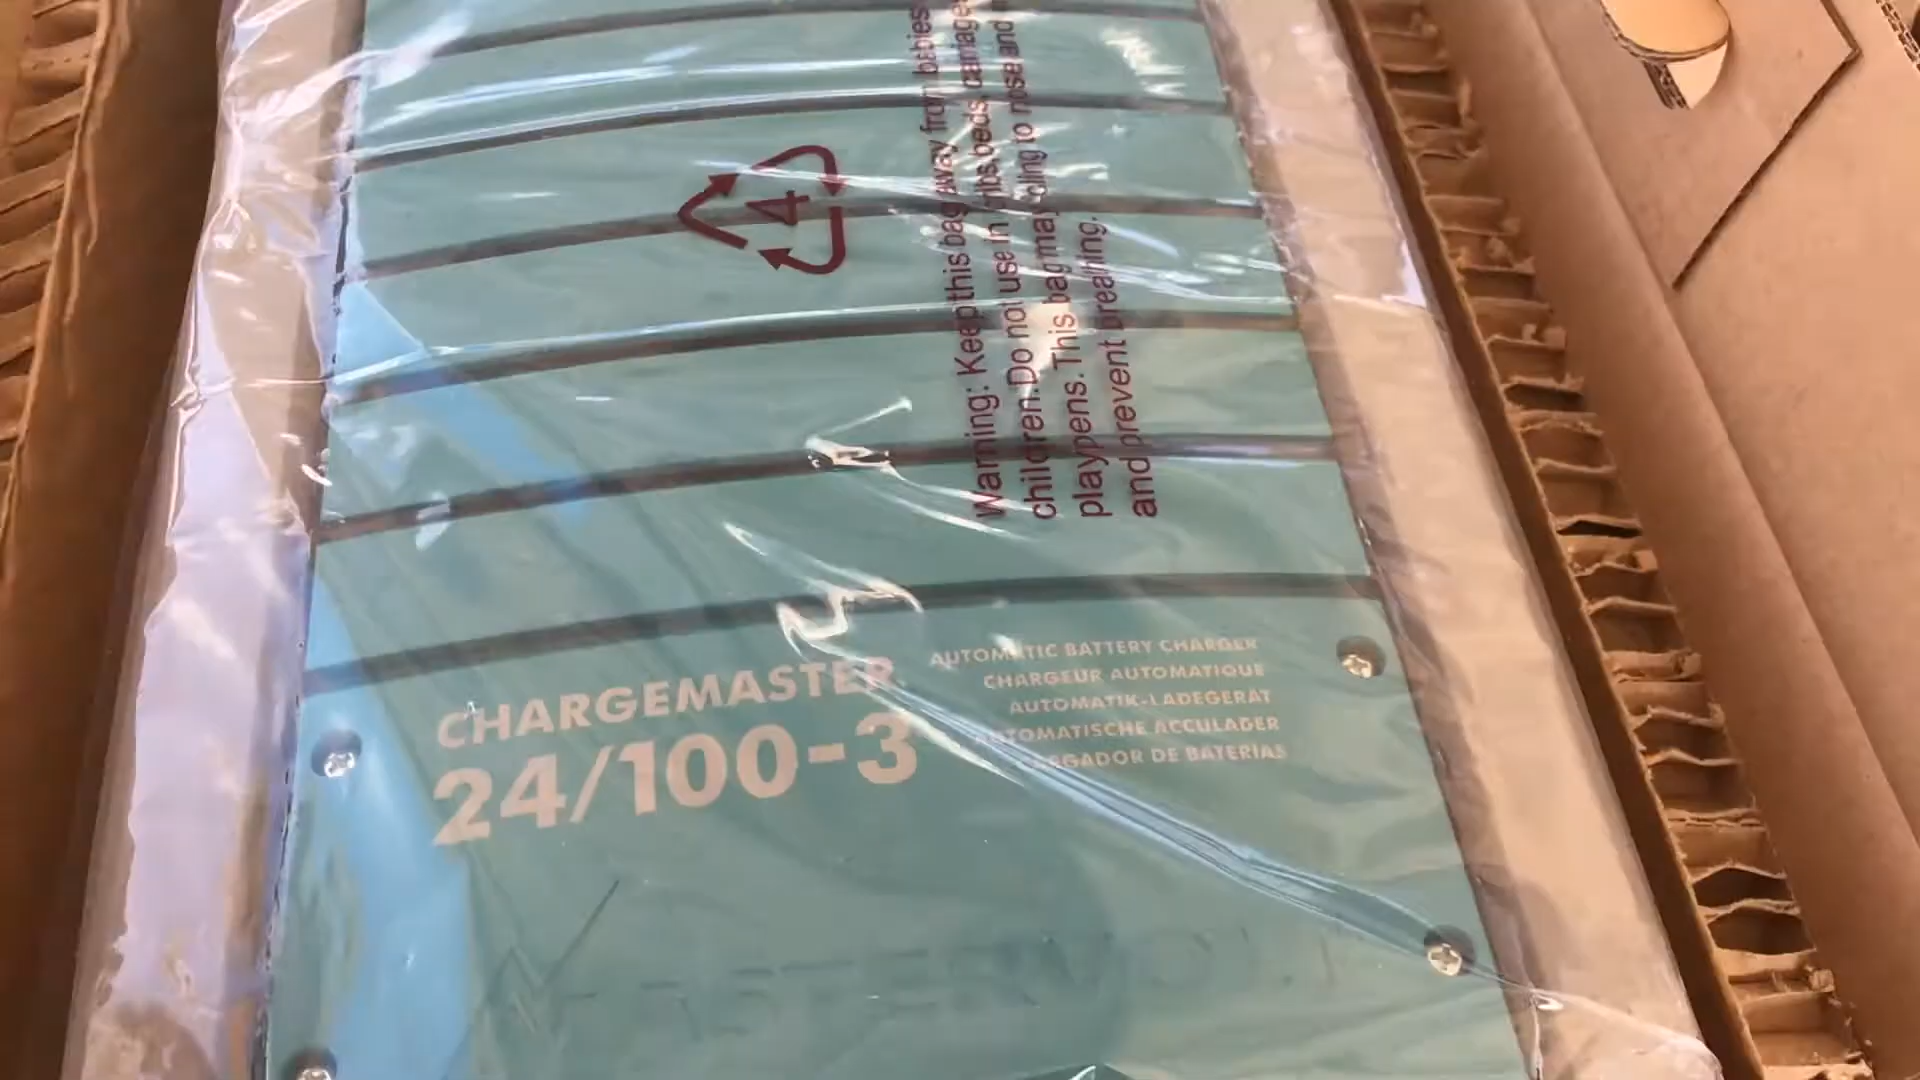 Warning: Keep this bag away from babies
children. Do not use in cribs, beds, carriages
playpens. This bag may cling to nose and
and prevent breathing.
4
CHARGEMASTER
24/100-3
AUTOMATIC BATTERY CHARGER
CHARGEUR AUTOMATIQUE
AUTOMATIK-LADEGERÄT
AUTOMATISCHE ACCULADER
CARGADOR DE BATERÍAS
MASTERVOLT